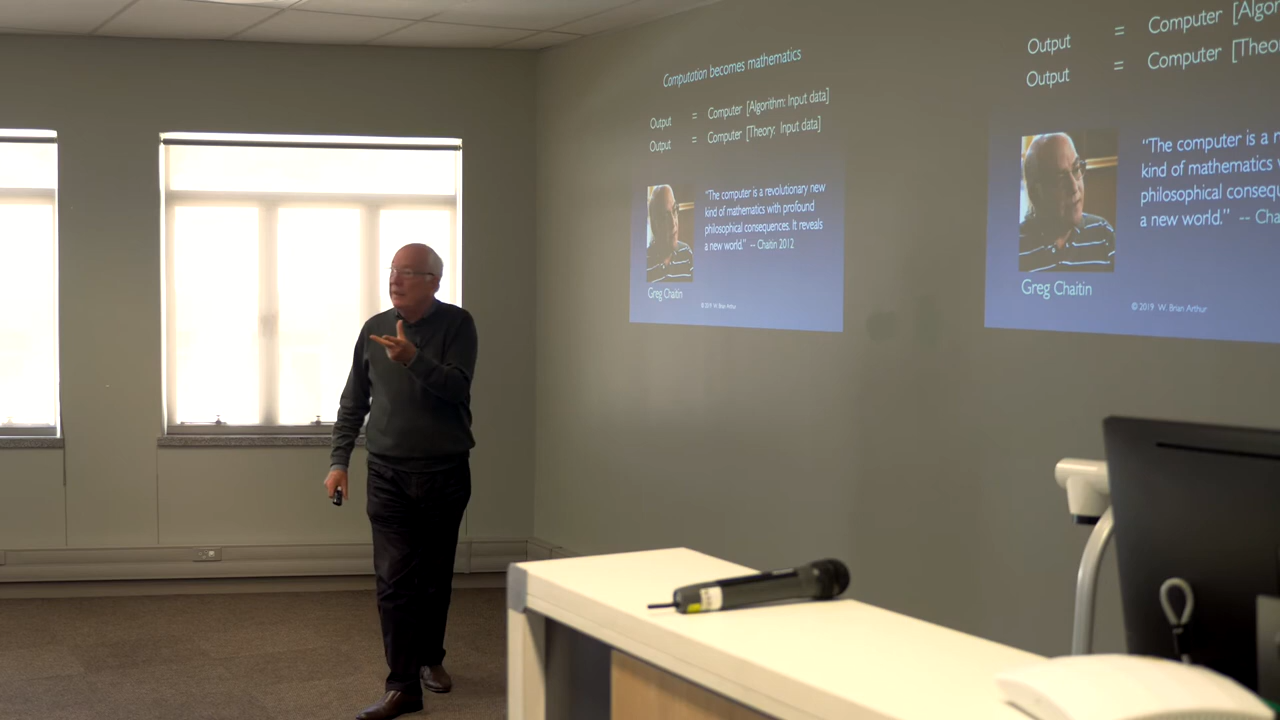 Computation becomes mathematics
Output = Computer [Algorithm: Input data]
Output = Computer [Theory: Input data]
"The computer is a revolutionary new
kind of mathematics with profound
philosophical consequences. It reveals
a new world." -- Chaitin 2012
Greg Chaitin
© 2019 W. Brian Arthur
Output = Computer [Algor
Output = Computer [Theo
"The computer is a r
kind of mathematics
philosophical consequ
a new world." -- Cha
Greg Chaitin
© 2019 W. Brian Arthur